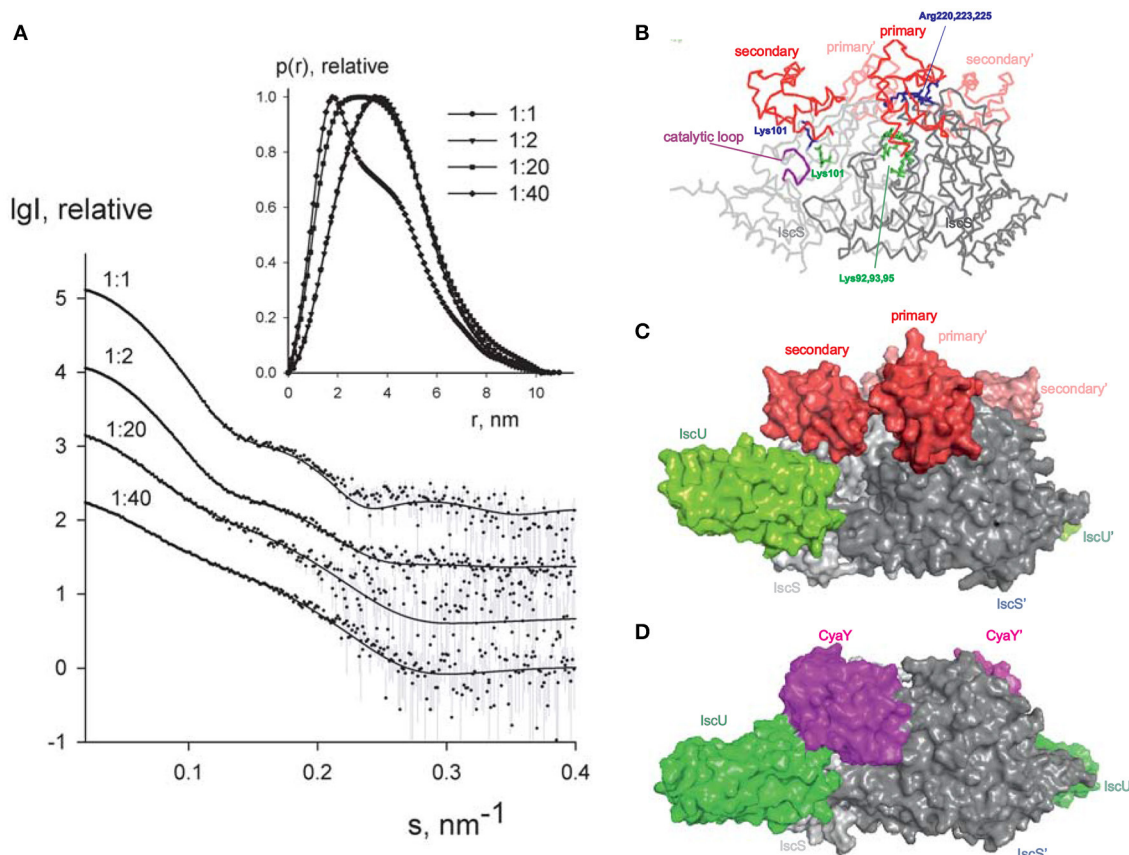 A
p(r), relative
1.0
0.8
0.6
0.4
0.2
0.0
1:1
1:2
1:20
1:40
0
2
4
6
8
10
r, nm
lgI, relative
5
4
3
2
1
0
-1
1:1
1:2
1:20
1:40
0.1
0.2
0.3
0.4
s, nm-1
B
Arg220,223,225
primary
primary'
secondary
secondary'
Lys101
catalytic loop
Lys101
IscS
IscS
Lys92,93,95
C
primary
primary'
secondary
secondary'
IscU
IscU'
IscS
IscS'
D
CyaY
CyaY'
IscU
IscU
IscS
IscS'